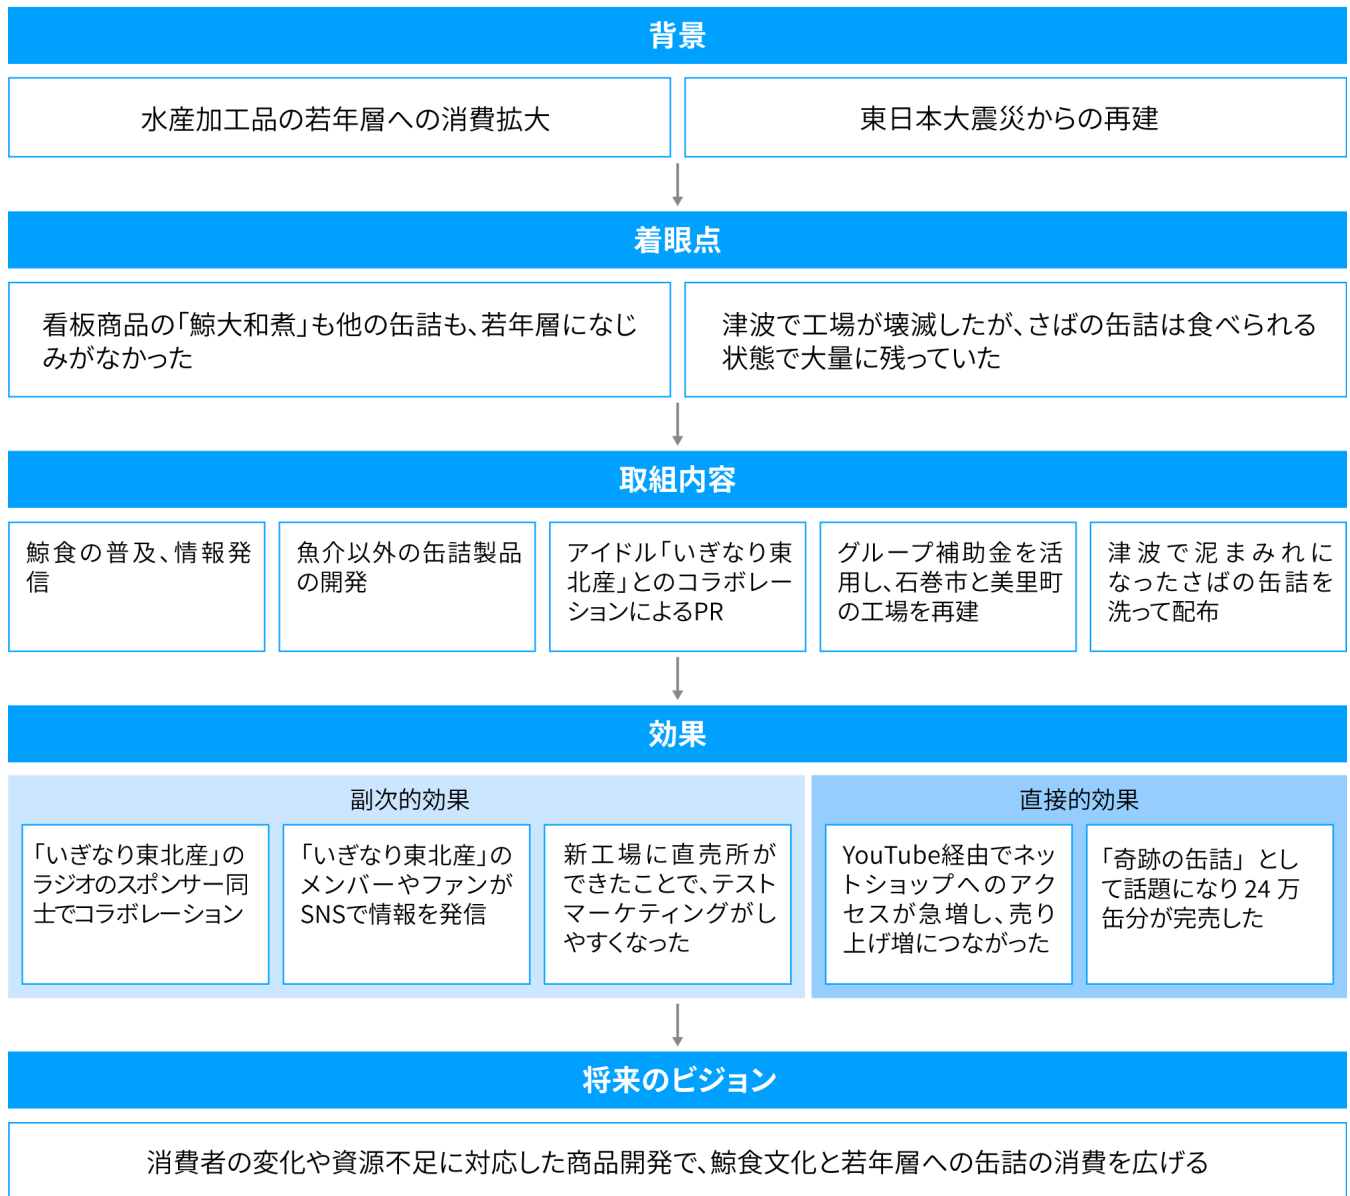 背景
水産加工品の若年層への消費拡大
東日本大震災からの再建
着眼点
看板商品の「鯨大和煮」も他の缶詰も、若年層になじ
みがなかった
津波で工場が壊滅したが、さばの缶詰は食べられる
状態で大量に残っていた
取組内容
鯨食の普及、情報発
信
魚介以外の缶詰製品
の開発
アイドル「いぎなり東
北産」とのコラボレー
ションによるPR
グループ補助金を活
用し、石巻市と美里町
の工場を再建
津波で泥まみれに
なったさばの缶詰を
洗って配布
効果
副次的効果
「いぎなり東北産」の
ラジオのスポンサー同
士でコラボレーション
「いぎなり東北産」の
メンバーやファンが
SNSで情報を発信
新工場に直売所が
できたことで、テスト
マーケティングがし
やすくなった
直接的効果
YouTube経由でネッ
トショップへのアク
セスが急増し、売り
上げ増につながった
「奇跡の缶詰」とし
て話題になり 24 万
缶分が完売した
将来のビジョン
消費者の変化や資源不足に対応した商品開発で、鯨食文化と若年層への缶詰の消費を広げる